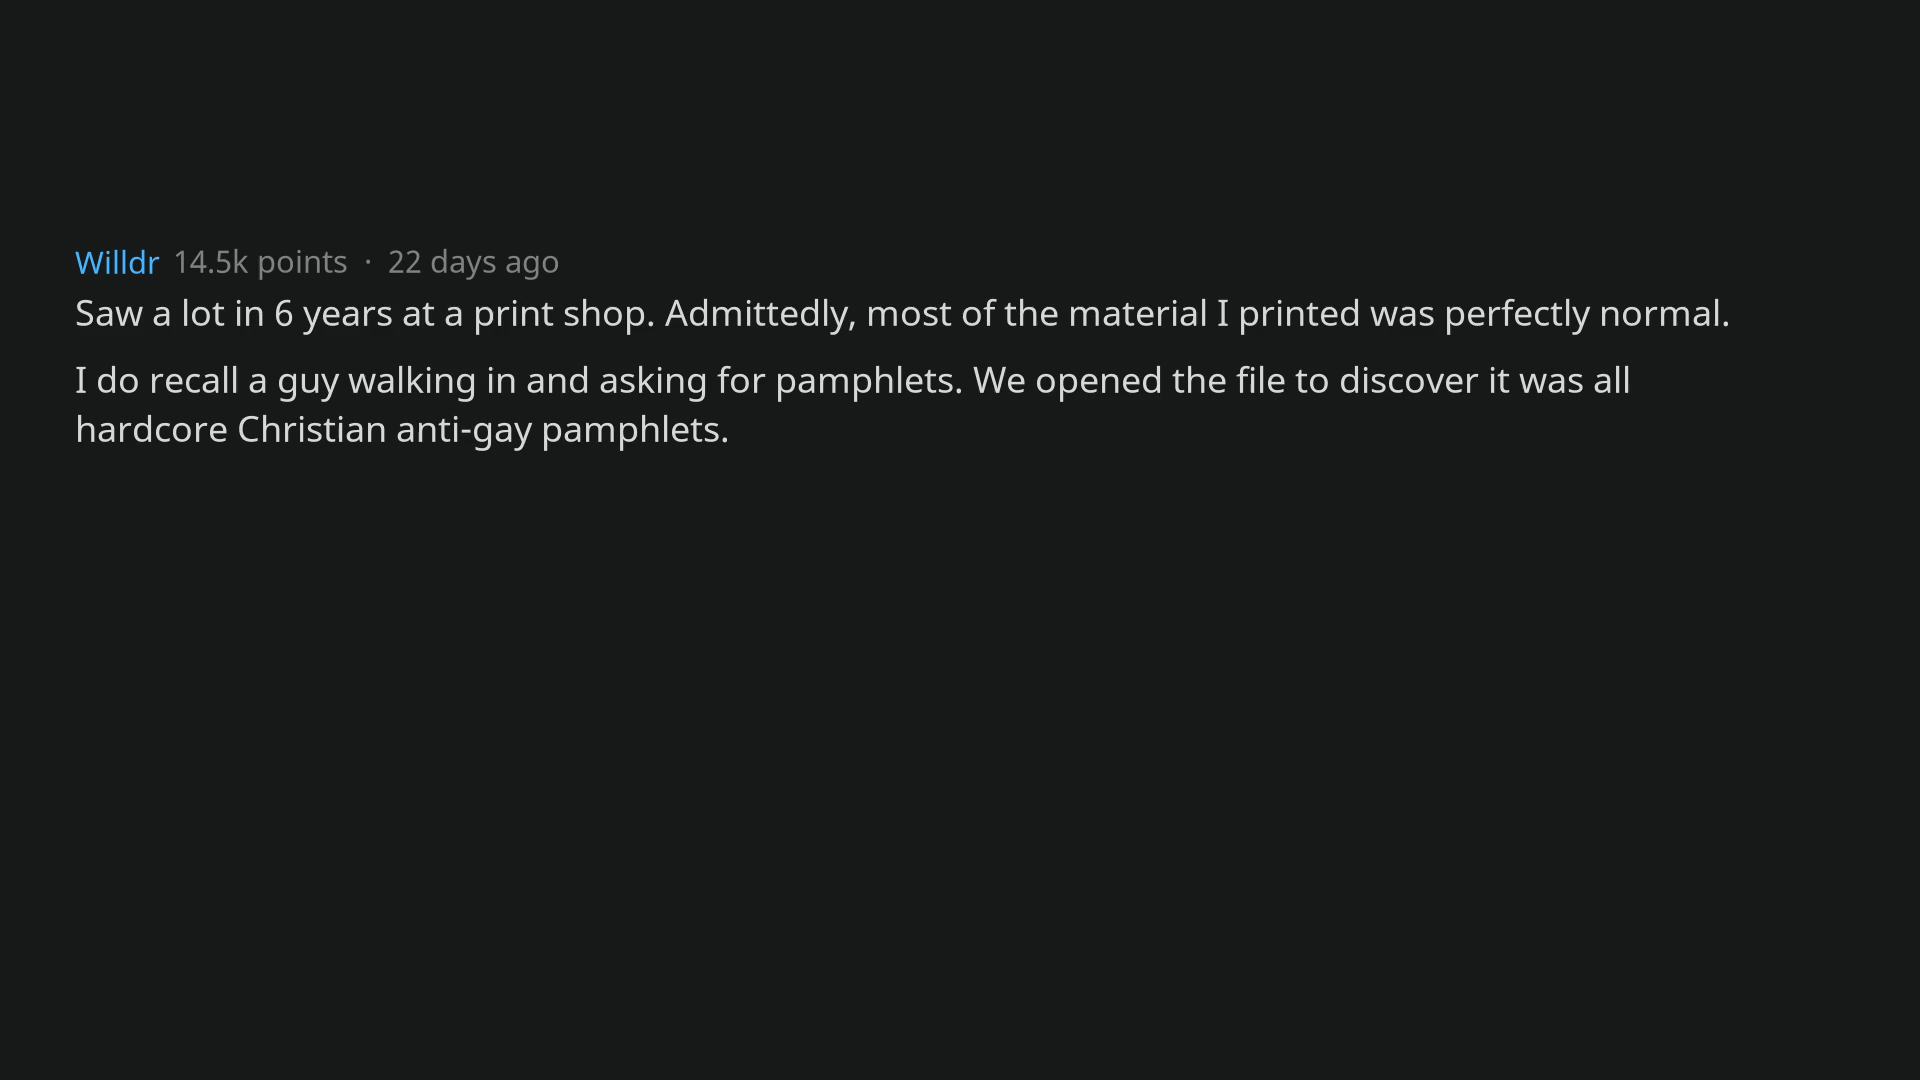 Willdr 14.5k points · 22 days ago
Saw a lot in 6 years at a print shop. Admittedly, most of the material I printed was perfectly normal.
I do recall a guy walking in and asking for pamphlets. We opened the file to discover it was all
hardcore Christian anti-gay pamphlets.